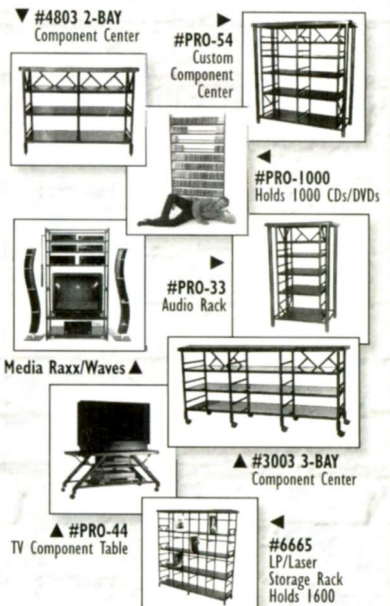 ▼ #4803 2-BAY
Component Center
▶
#PRO-54
Custom
Component
Center
◀
#PRO-1000
Holds 1000 CDs/DVDs
▶
#PRO-33
Audio Rack
Media Raxx/Waves ▲
▲ #3003 3-BAY
Component Center
▲ #PRO-44
TV Component Table
◀
#6665
LP/Laser
Storage Rack
Holds 1600